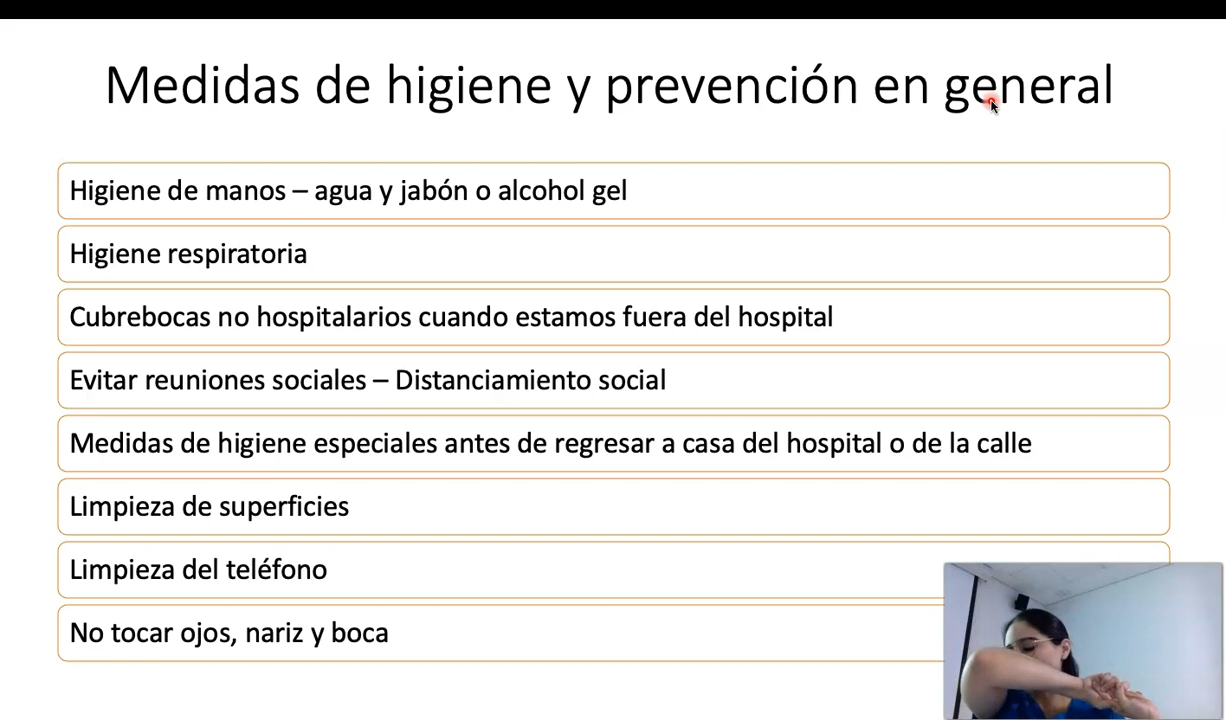 Medidas de higiene y prevención en general
Higiene de manos – agua y jabón o alcohol gel
Higiene respiratoria
Cubrebocas no hospitalarios cuando estamos fuera del hospital
Evitar reuniones sociales – Distanciamiento social
Medidas de higiene especiales antes de regresar a casa del hospital o de la calle
Limpieza de superficies
Limpieza del teléfono
No tocar ojos, nariz y boca